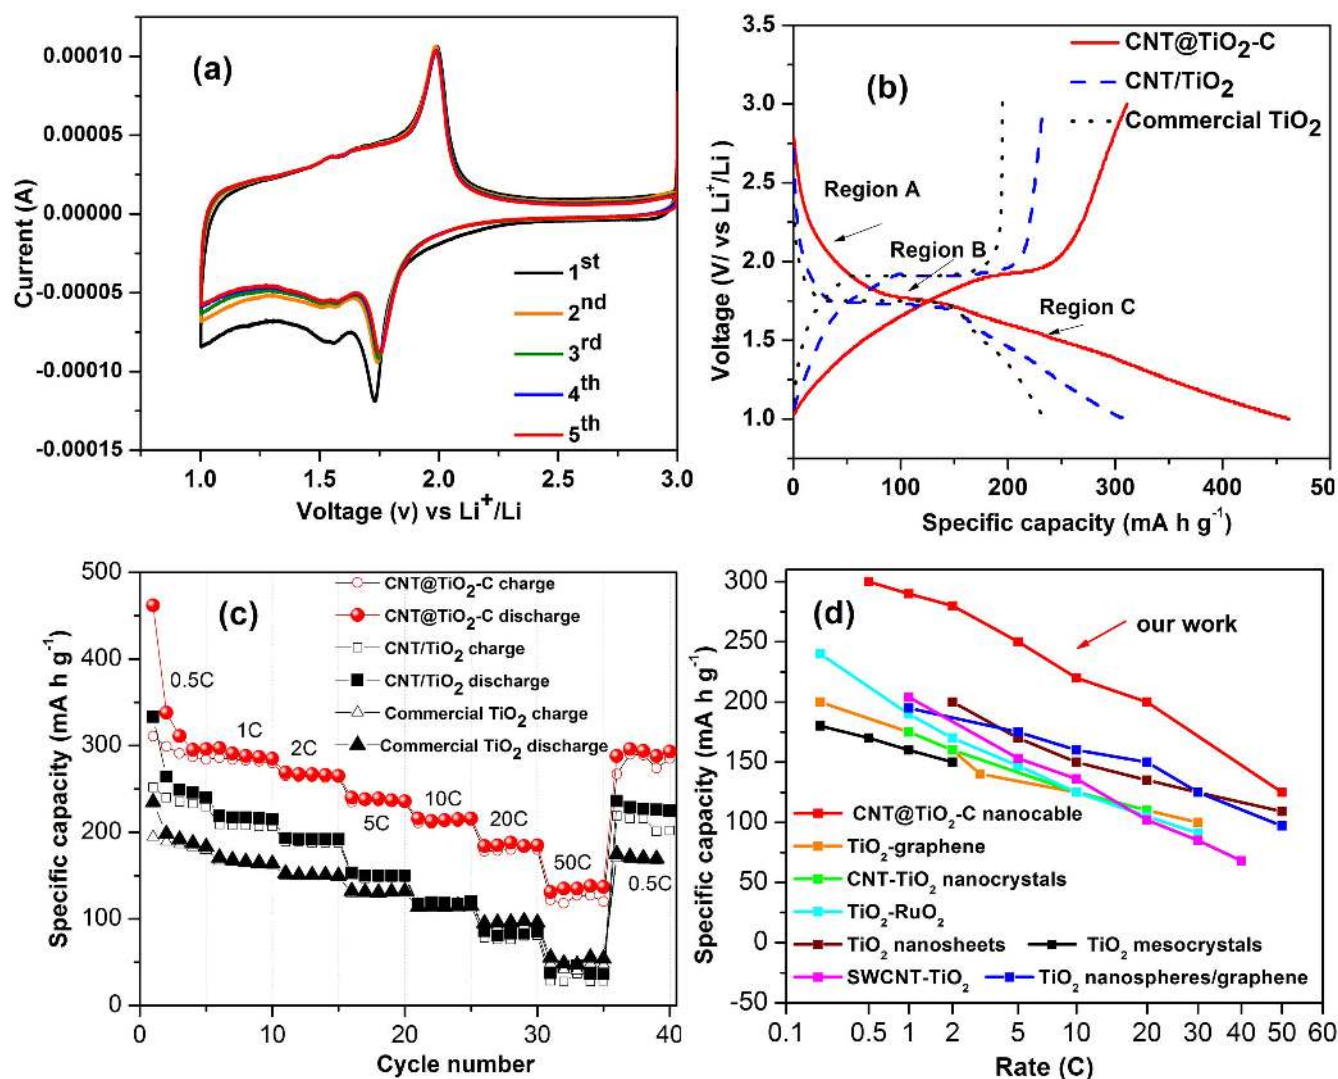 (a)
0.00010
0.00005
0.00000
-0.00005
-0.00010
-0.00015
Current (A)
1st
2nd
3rd
4th
5th
1.0 1.5 2.0 2.5 3.0
Voltage (v) vs Li+/Li
(b)
3.5
3.0
2.5
2.0
1.5
1.0
Voltage (V/ vs Li+/Li )
CNT@TiO2-C
CNT/TiO2
Commercial TiO2
Region A
Region B
Region C
0 100 200 300 400 50
Specific capacity (mA h g-1)
(c)
500
400
300
200
100
0
Specific capacity (mA h g-1)
CNT@TiO2-C charge
CNT@TiO2-C discharge
CNT/TiO2 charge
CNT/TiO2 discharge
Commercial TiO2 charge
Commercial TiO2 discharge
0.5C
1C
2C
5C
10C
20C
50C
0.5C
0 10 20 30 40
Cycle number
(d)
300
250
200
150
100
50
0
-50
Specific capacity (mA h g-1)
our work
CNT@TiO2-C nanocable
TiO2-graphene
CNT-TiO2 nanocrystals
TiO2-RuO2
TiO2 nanosheets TiO2 mesocrystals
SWCNT-TiO2 TiO2 nanospheres/graphene
0.1 0.5 1 2 5 10 20 30 40 50 60
Rate (C)